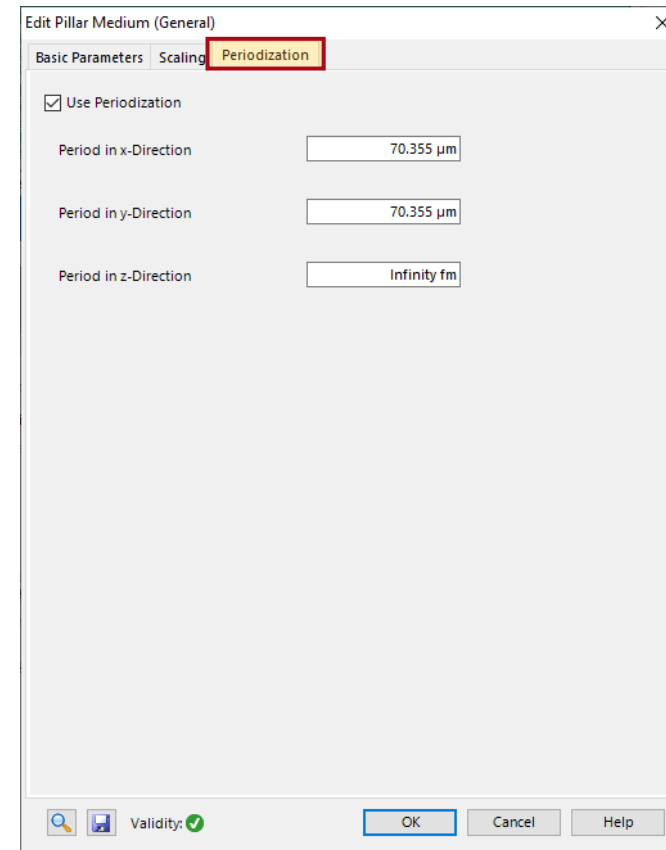 Edit Pillar Medium (General)
Basic Parameters Scaling Periodization
Use Periodization
Period in x-Direction 70.355 µm
Period in y-Direction 70.355 µm
Period in z-Direction Infinity fm
Validity: OK Cancel Help